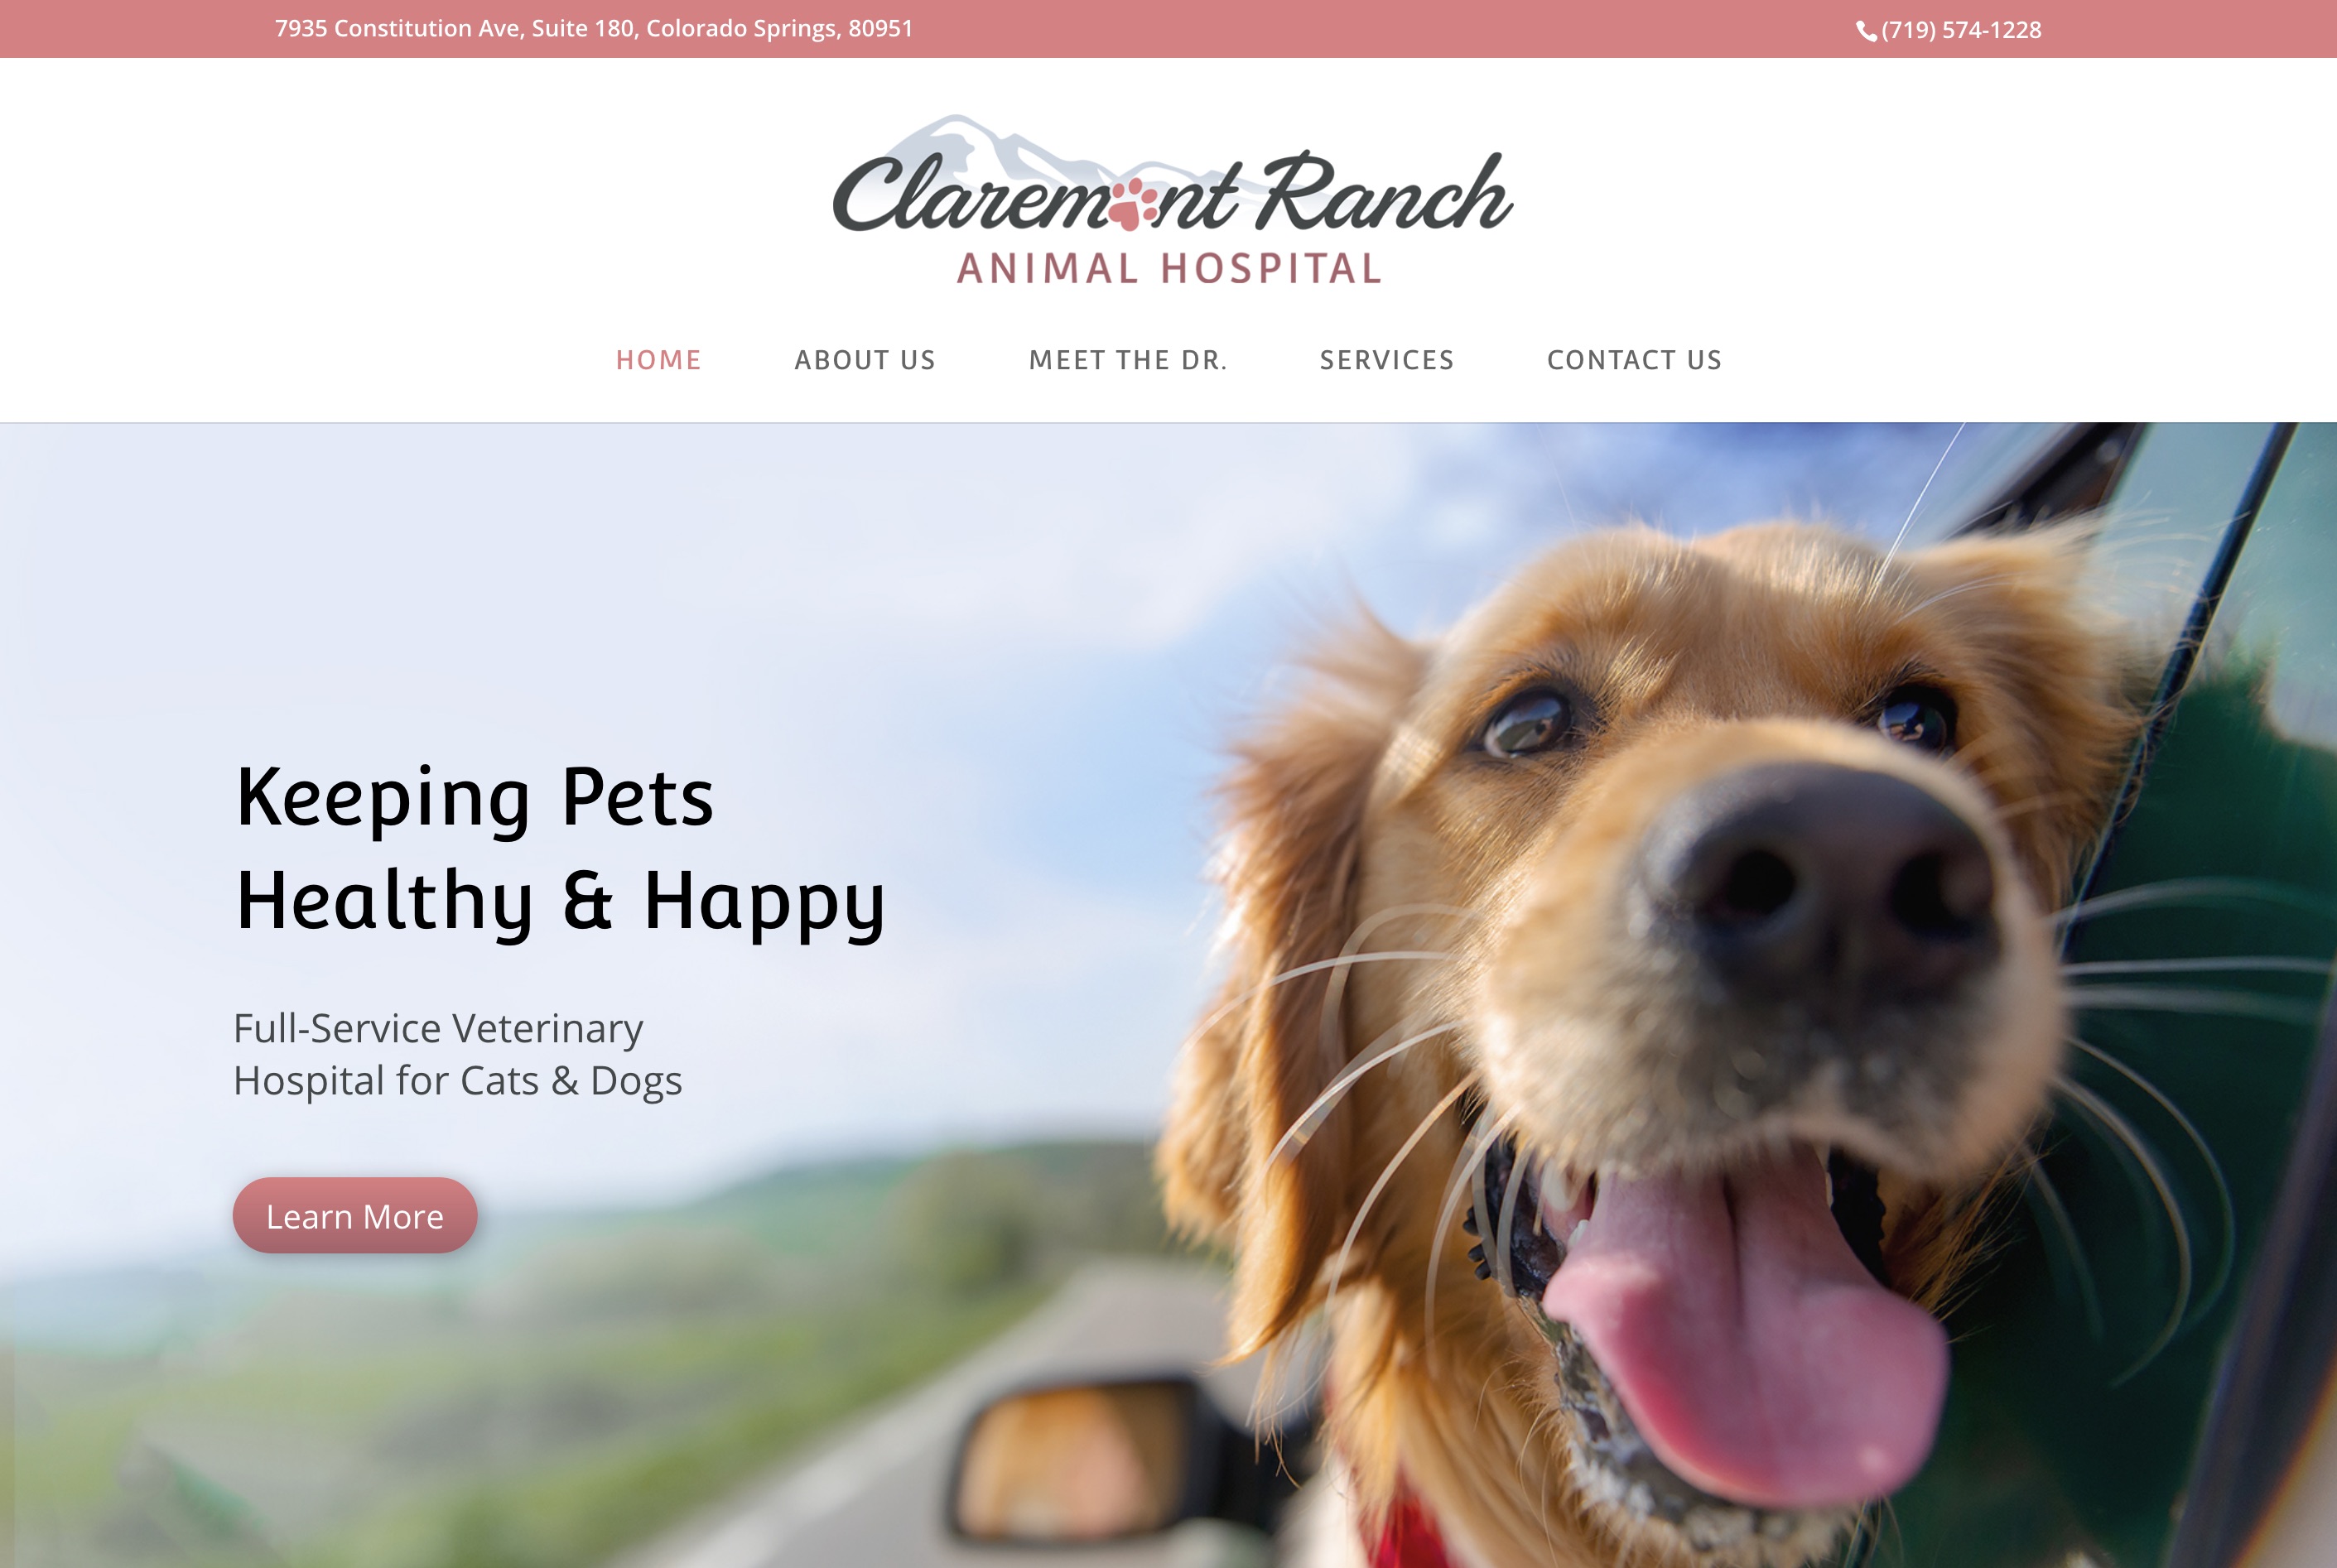 7935 Constitution Ave, Suite 180, Colorado Springs, 80951
(719) 574-1228
Claremont Ranch
ANIMAL HOSPITAL
HOME ABOUT US MEET THE DR. SERVICES CONTACT US
Keeping Pets
Healthy & Happy
Full-Service Veterinary
Hospital for Cats & Dogs
Learn More